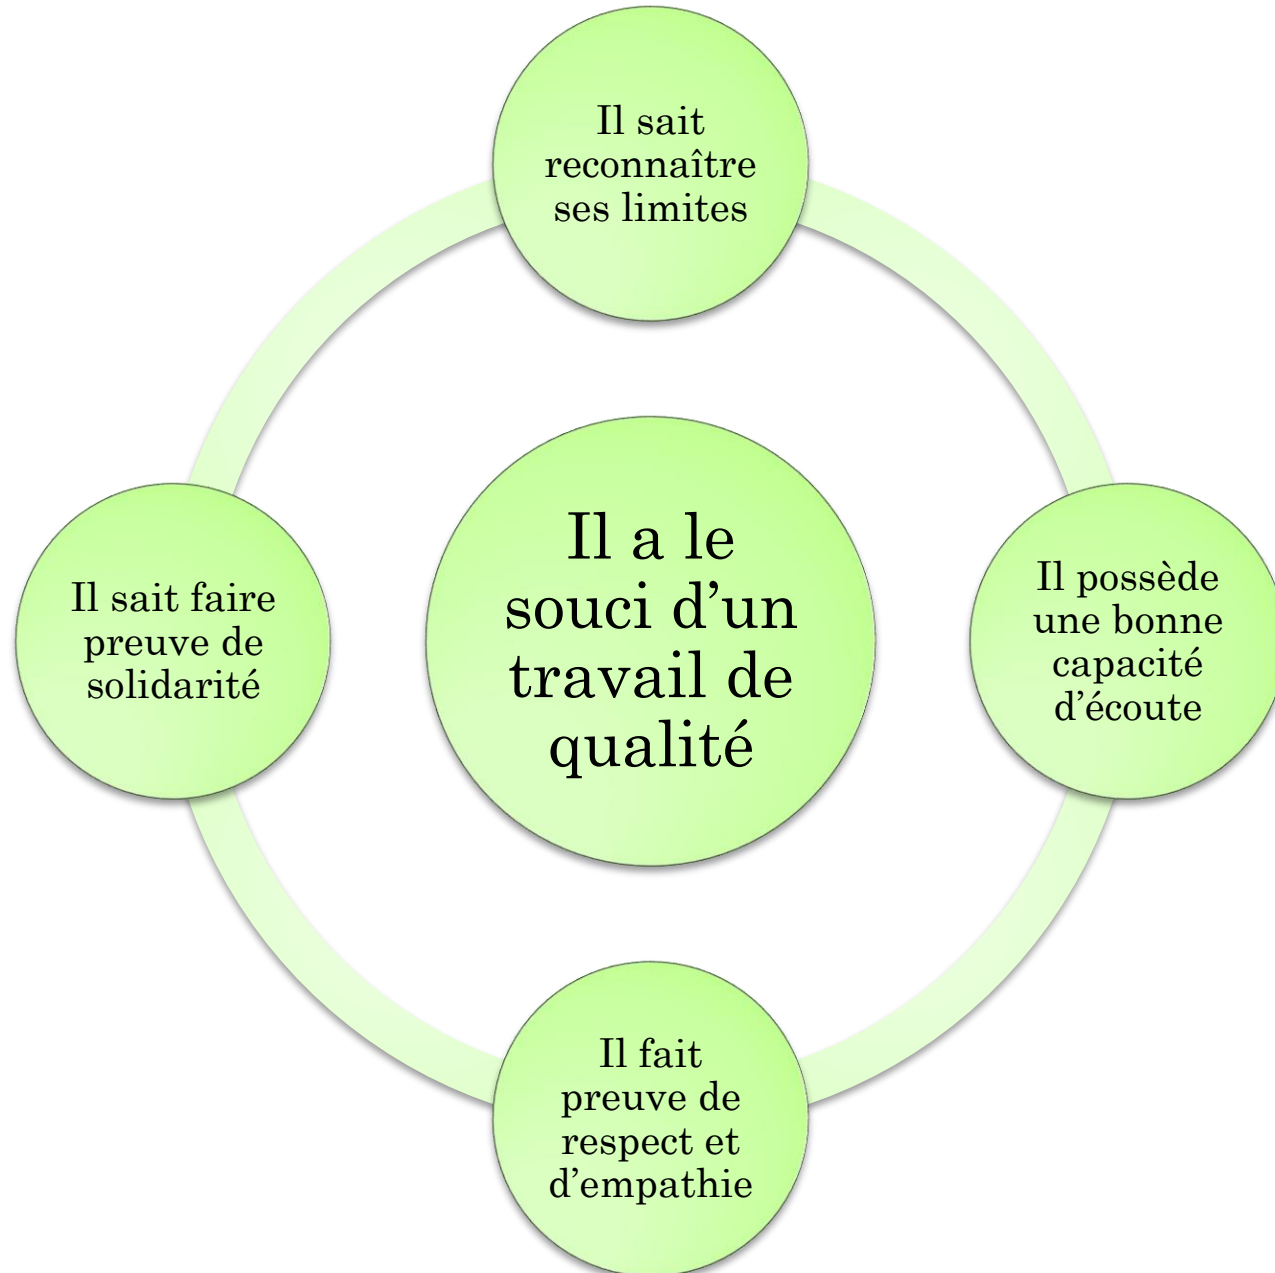 Il sait
reconnaître
ses limites
Il a le
souci d’un
travail de
qualité
Il possède
une bonne
capacité
d’écoute
Il fait
preuve de
respect et
d’empathie
Il sait faire
preuve de
solidarité